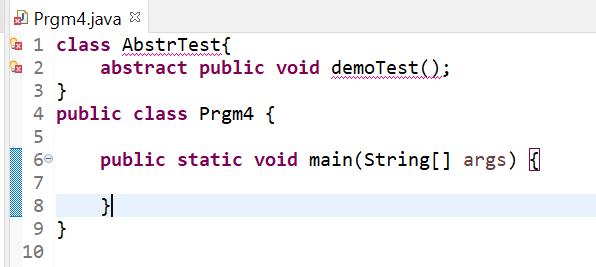 Prgm4.java
1 class AbstrTest{
2     abstract public void demoTest();
3 }
4 public class Prgm4 {
5
6     public static void main(String[] args) {
7
8     }
9 }
10